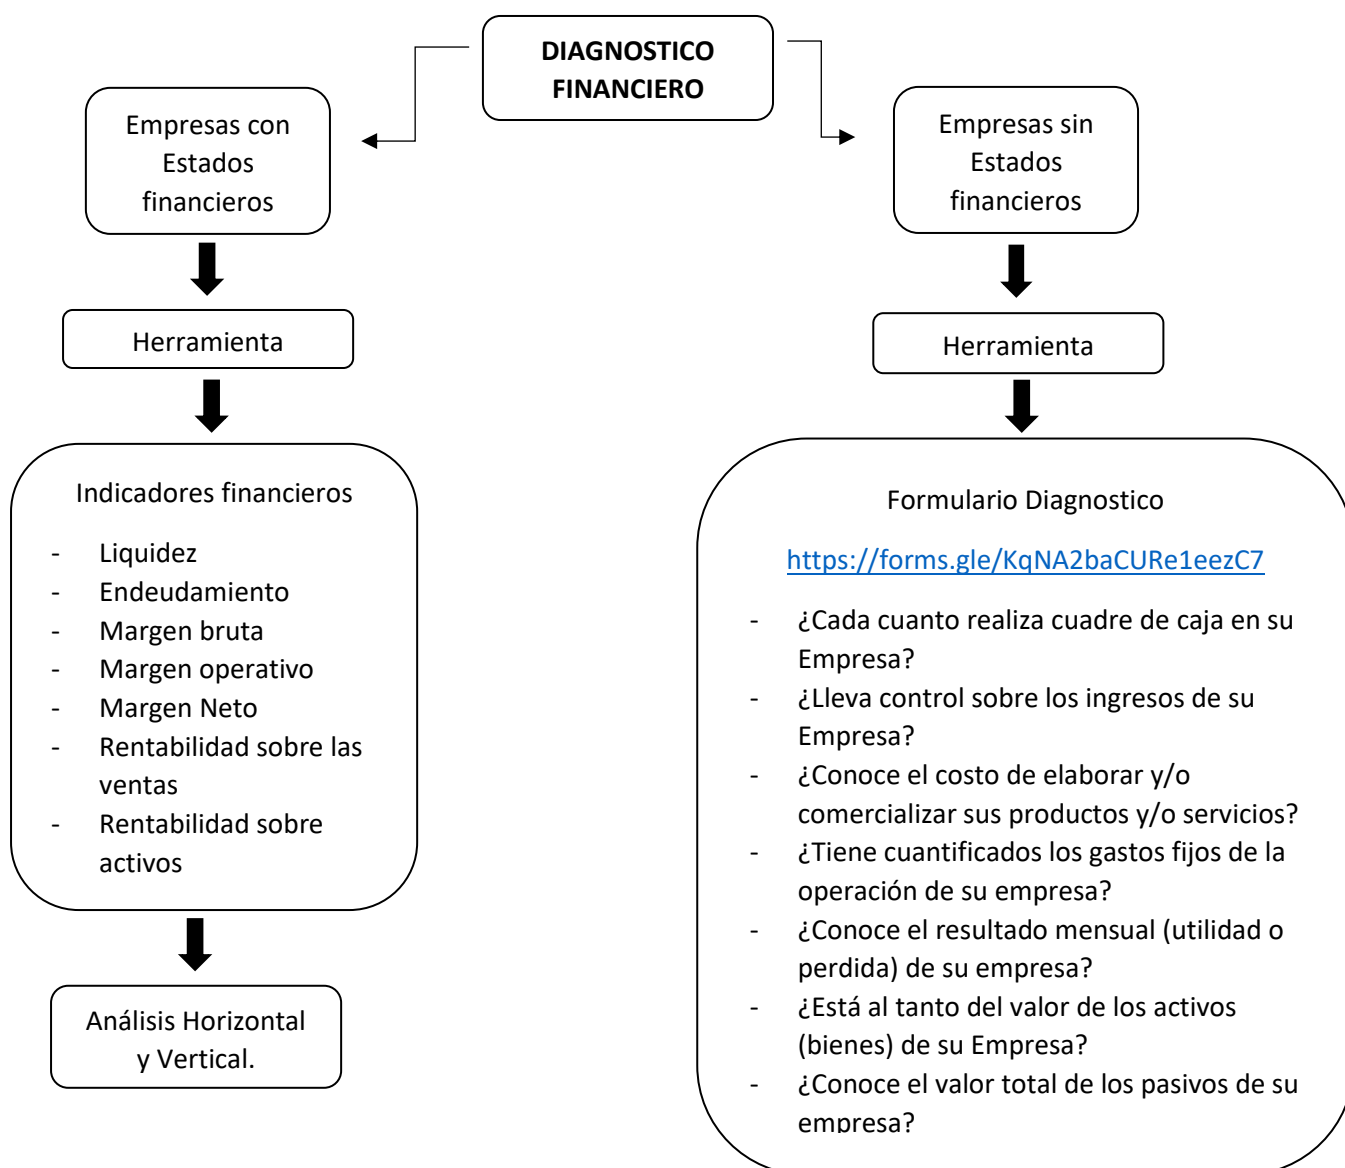 DIAGNOSTICO
FINANCIERO
Empresas con
Estados
financieros
Empresas sin
Estados
financieros
Herramienta
Herramienta
Indicadores financieros
- Liquidez
- Endeudamiento
- Margen bruta
- Margen operativo
- Margen Neto
- Rentabilidad sobre las
ventas
- Rentabilidad sobre
activos
Análisis Horizontal
y Vertical.
Formulario Diagnostico
https://forms.gle/KqNA2baCURe1eezC7
- ¿Cada cuanto realiza cuadre de caja en su
Empresa?
- ¿Lleva control sobre los ingresos de su
Empresa?
- ¿Conoce el costo de elaborar y/o
comercializar sus productos y/o servicios?
- ¿Tiene cuantificados los gastos fijos de la
operación de su empresa?
- ¿Conoce el resultado mensual (utilidad o
perdida) de su empresa?
- ¿Está al tanto del valor de los activos
(bienes) de su Empresa?
- ¿Conoce el valor total de los pasivos de su
empresa?